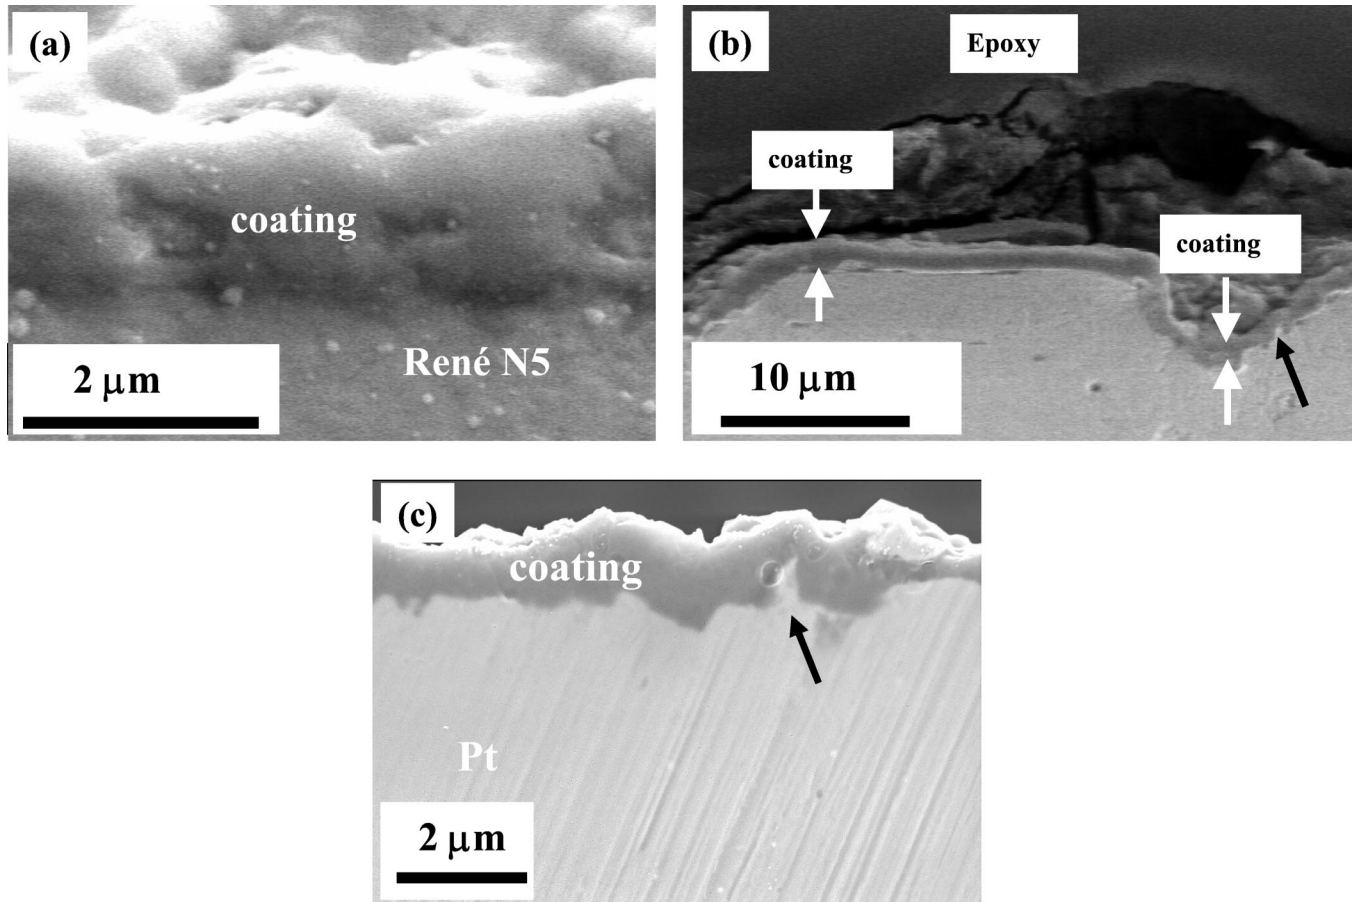 (a)
coating
René N5
2 μm
(b)
Epoxy
coating
coating
10 μm
(c)
coating
Pt
2 μm